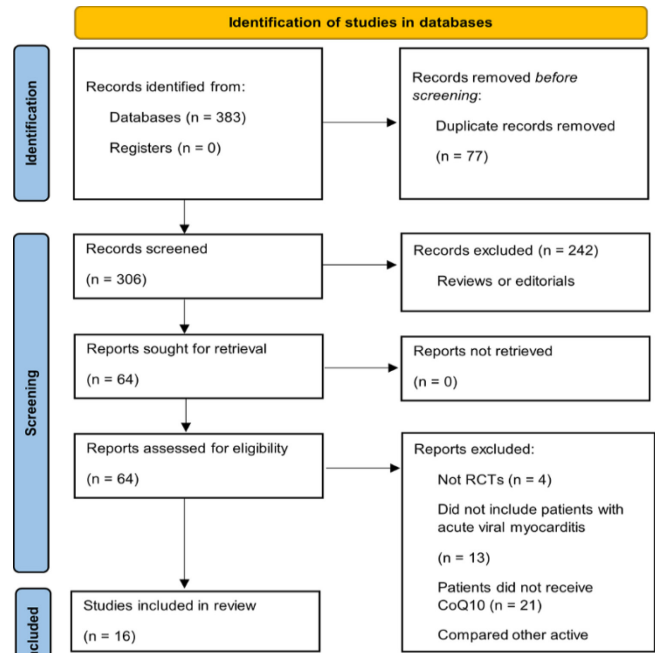 Identification of studies in databases
Identification
Records identified from:
Databases (n = 383)
Registers (n = 0)
Records removed before
screening:
Duplicate records removed
(n = 77)
Screening
Records screened
(n = 306)
Records excluded (n = 242)
Reviews or editorials
Reports sought for retrieval
(n = 64)
Reports not retrieved
(n = 0)
Reports assessed for eligibility
(n = 64)
Reports excluded:
Not RCTs (n = 4)
Did not include patients with
acute viral myocarditis
(n = 13)
Patients did not receive
CoQ10 (n = 21)
Compared other active
Studies included in review
(n = 16)